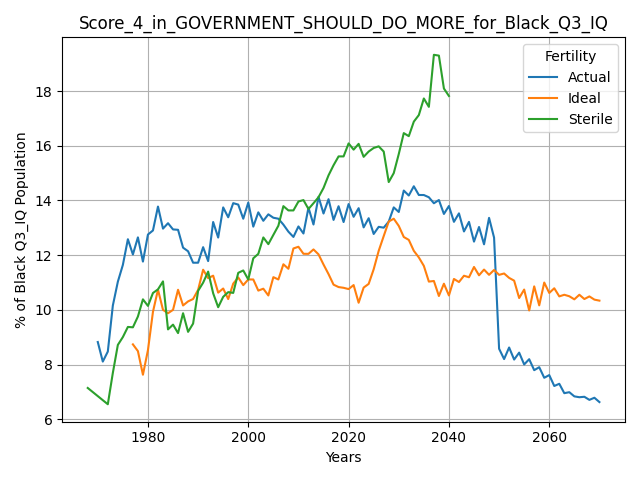 Score_4_in_GOVERNMENT_SHOULD_DO_MORE_for_Black_Q3_IQ
Fertility
Actual
Ideal
Sterile
% of Black Q3_IQ Population
18
16
14
12
10
8
6
1980
2000
2020
2040
2060
Years